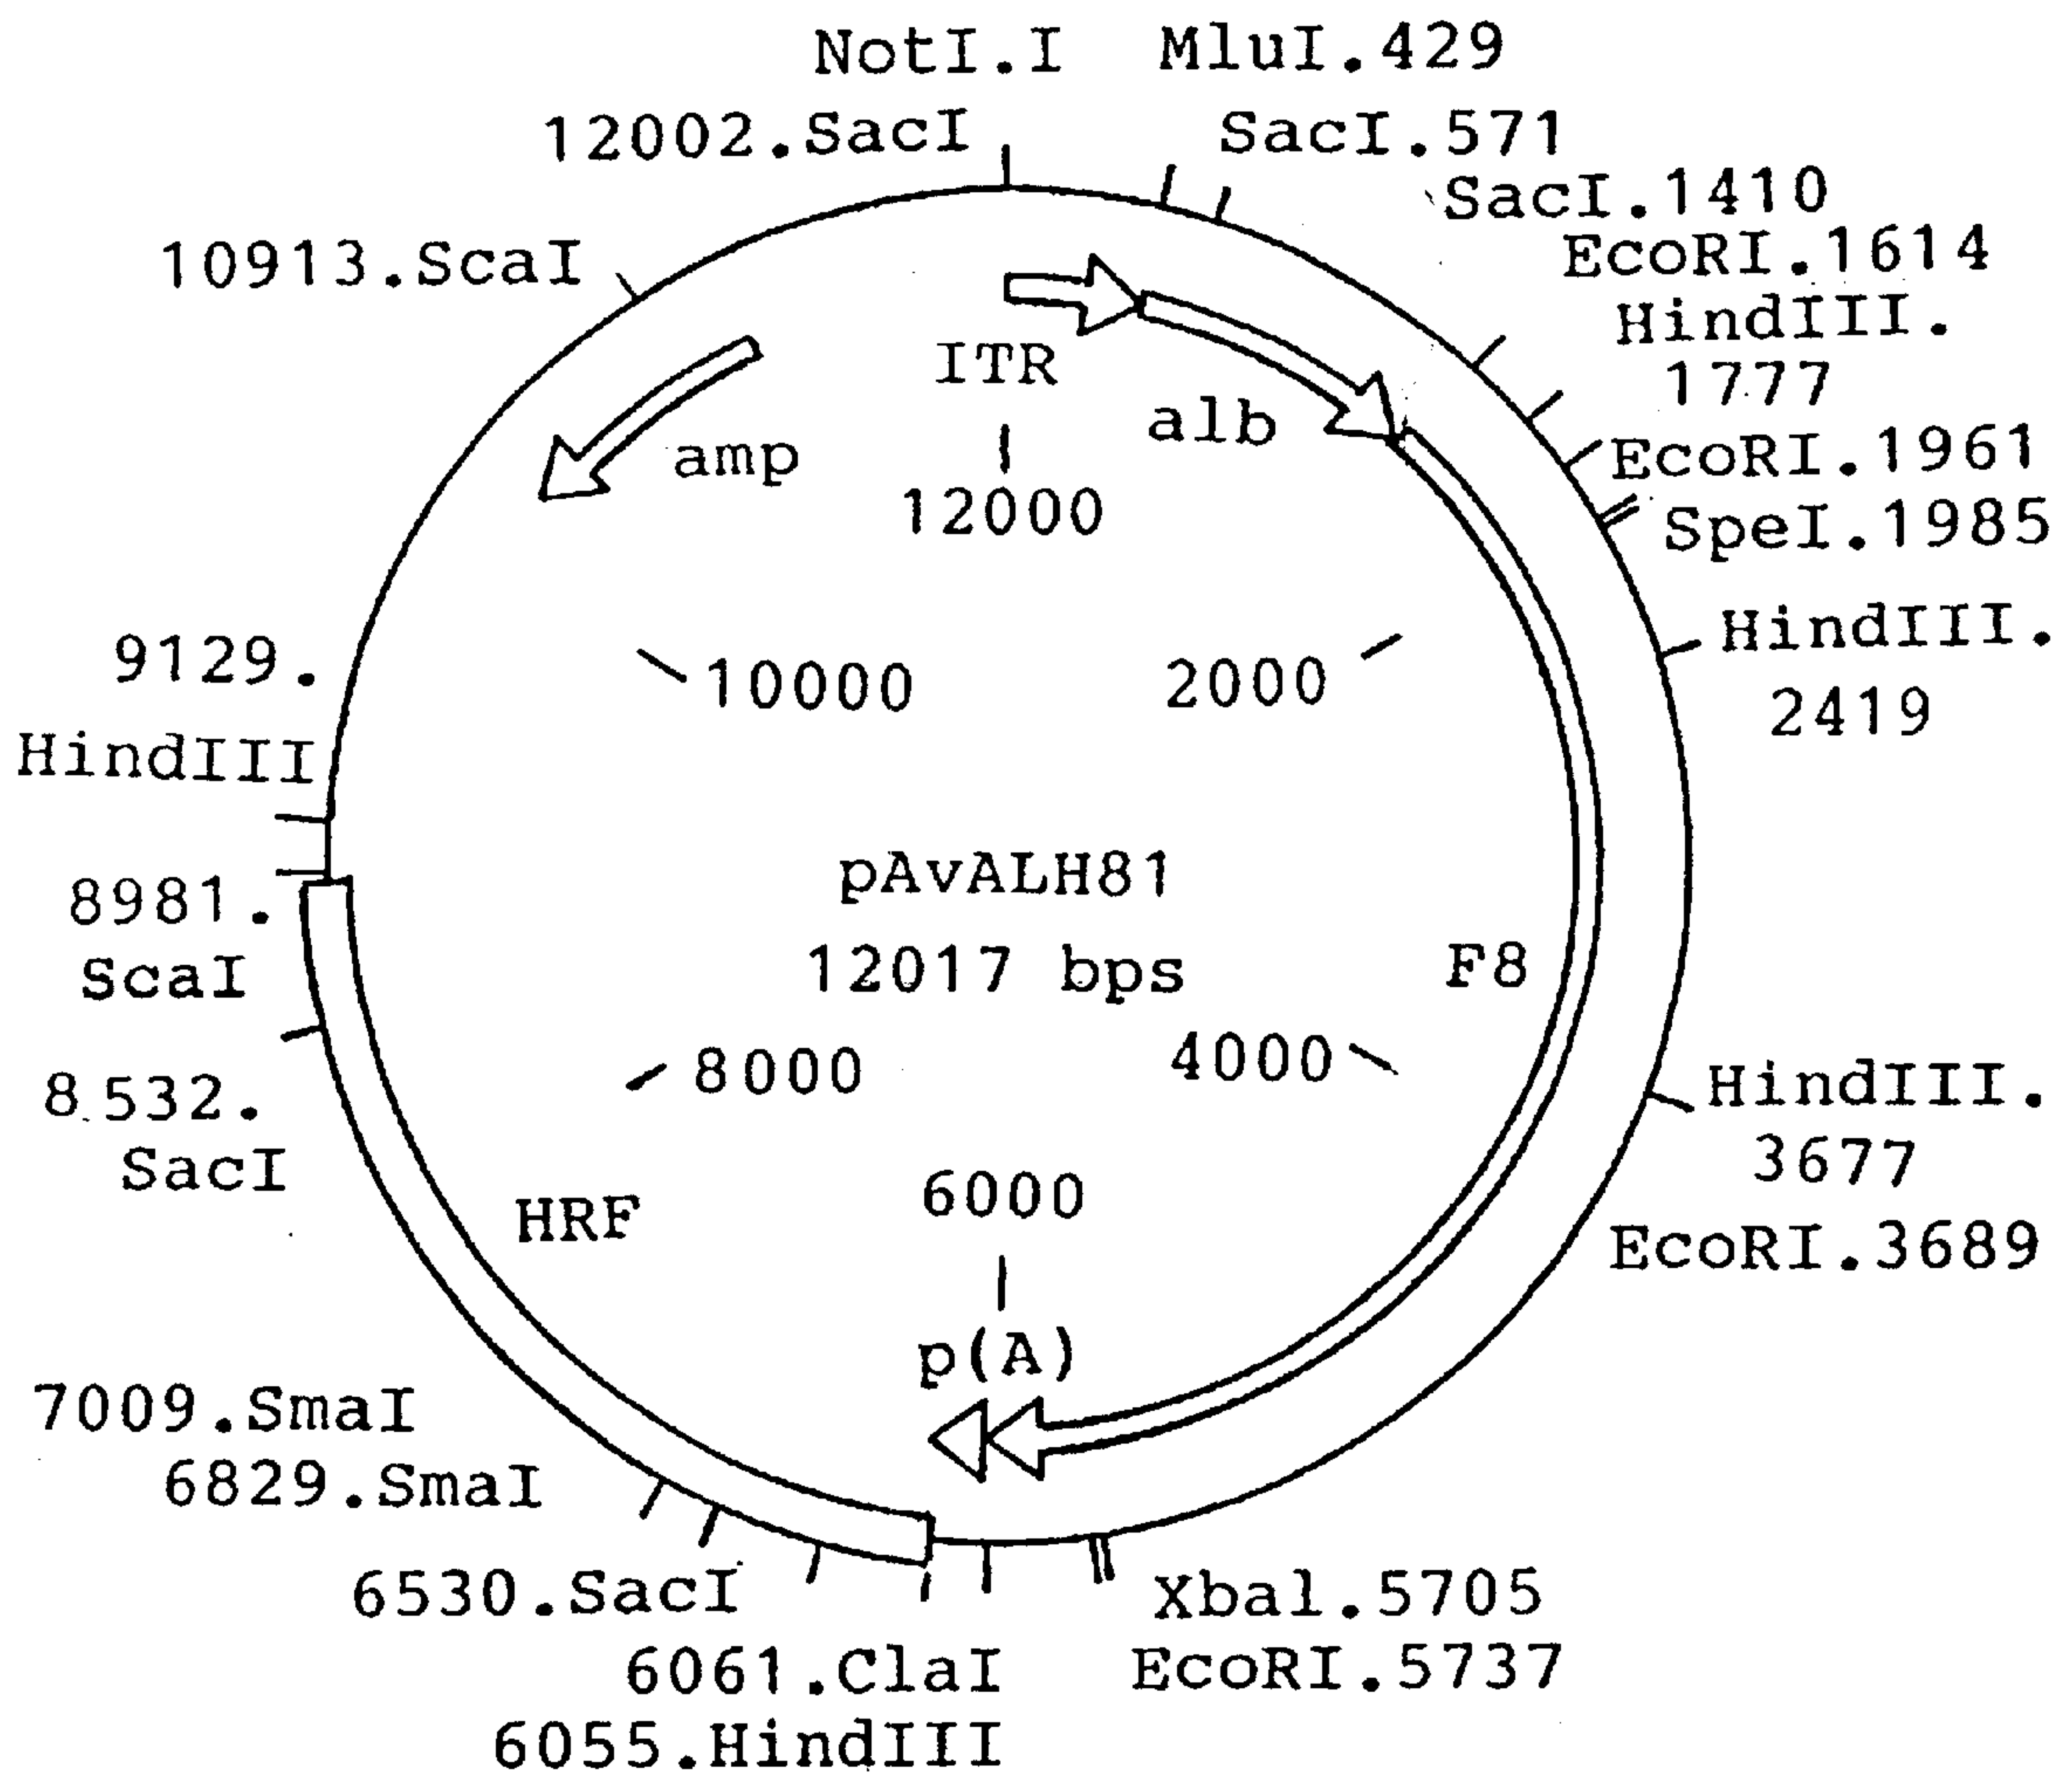 NotI.I MluI.429
12002.SacI SacI.571
SacI.1410
10913.ScaI EcoRI.1614
HindIII.
1777
ITR
alb
amp
EcoRI.1961
12000
SpeI.1985
HindIII.
2419
9129.
HindIII
10000 2000
pAvALH81
12017 bps
8981.
ScaI
F8
8000 4000
8532.
SacI
HindIII.
3677
HRF
6000
EcoRI.3689
p(A)
7009.SmaI
6829.SmaI
6530.SacI
Xbal.5705
6061.ClaI
EcoRI.5737
6055.HindIII